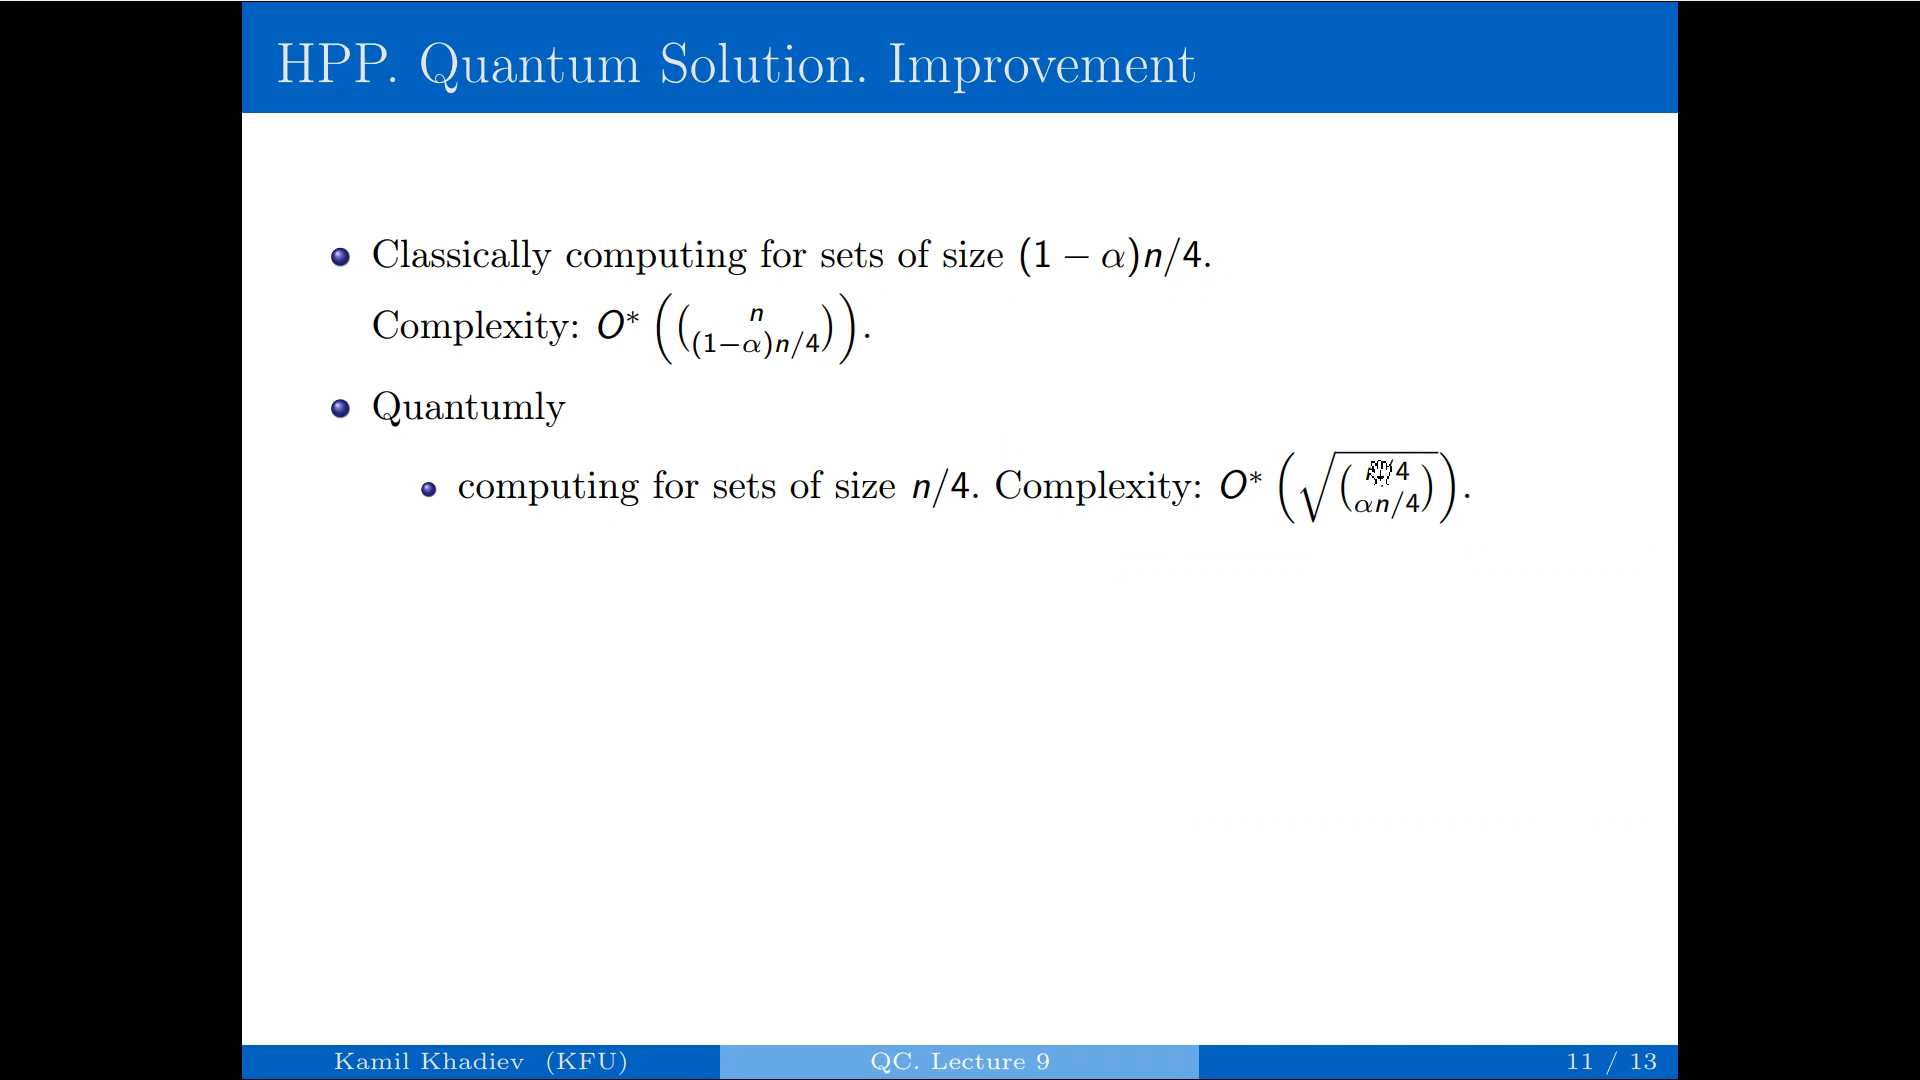 HPP. Quantum Solution. Improvement
Classically computing for sets of size (1 − α)n/4.
Complexity: O* ( ( n (1−α)n/4 ) ).
Quantumly
computing for sets of size n/4. Complexity: O* ( √( n/4 αn/4 ) ).
Kamil Khadiev (KFU) QC. Lecture 9 11 / 13